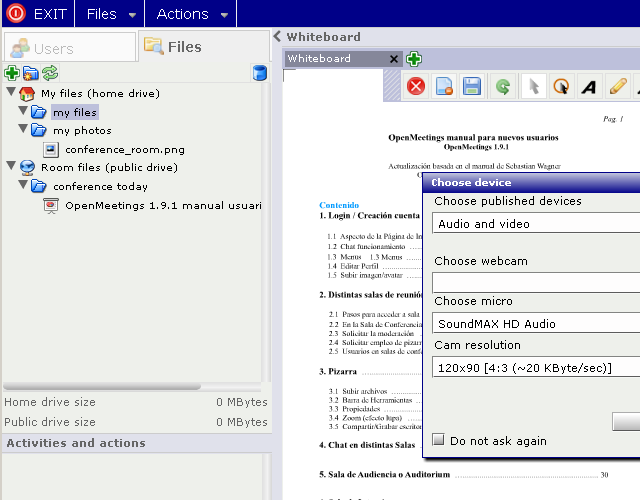 EXIT Files Actions
Users Files
My files (home drive)
my files
my photos
conference_room.png
Room files (public drive)
conference today
OpenMeetings 1.9.1 manual usuari
Home drive size 0 MBytes
Public drive size 0 MBytes
Activities and actions
Whiteboard
Whiteboard
Pag. 1
OpenMeetings manual para nuevos usuarios
OpenMeetings 1.9.1
Actualización basada en el manual de Sebastian Wagner
Contenido
1. Login / Creación cuenta
1.1 Aspecto de la Página de In
1.2 Chat funcionamiento
1.3 Menús 1.3 Menus
1.4 Editar Perfil
1.5 Subir imagen/avatar
2. Distintas salas de reunión
2.1 Pasos para acceder a sala
2.2 En la Sala de Conferencia
2.3 Solicitar la moderación
2.4 Solicitar empleo de pizarr
2.5 Usuarios en salas de conf
3. Pizarra
3.1 Subir archivos
3.2 Barra de Herramientas
3.3 Propiedades
3.4 Zoom (efecto lupa)
3.5 Compartir/Grabar escritor
4. Chat en distintas Salas
5. Sala de Audiencia o Auditorium 30
Choose device
Choose published devices
Audio and video
Choose webcam
Choose micro
SoundMAX HD Audio
Cam resolution
120x90 [4:3 (~20 KByte/sec)]
Do not ask again